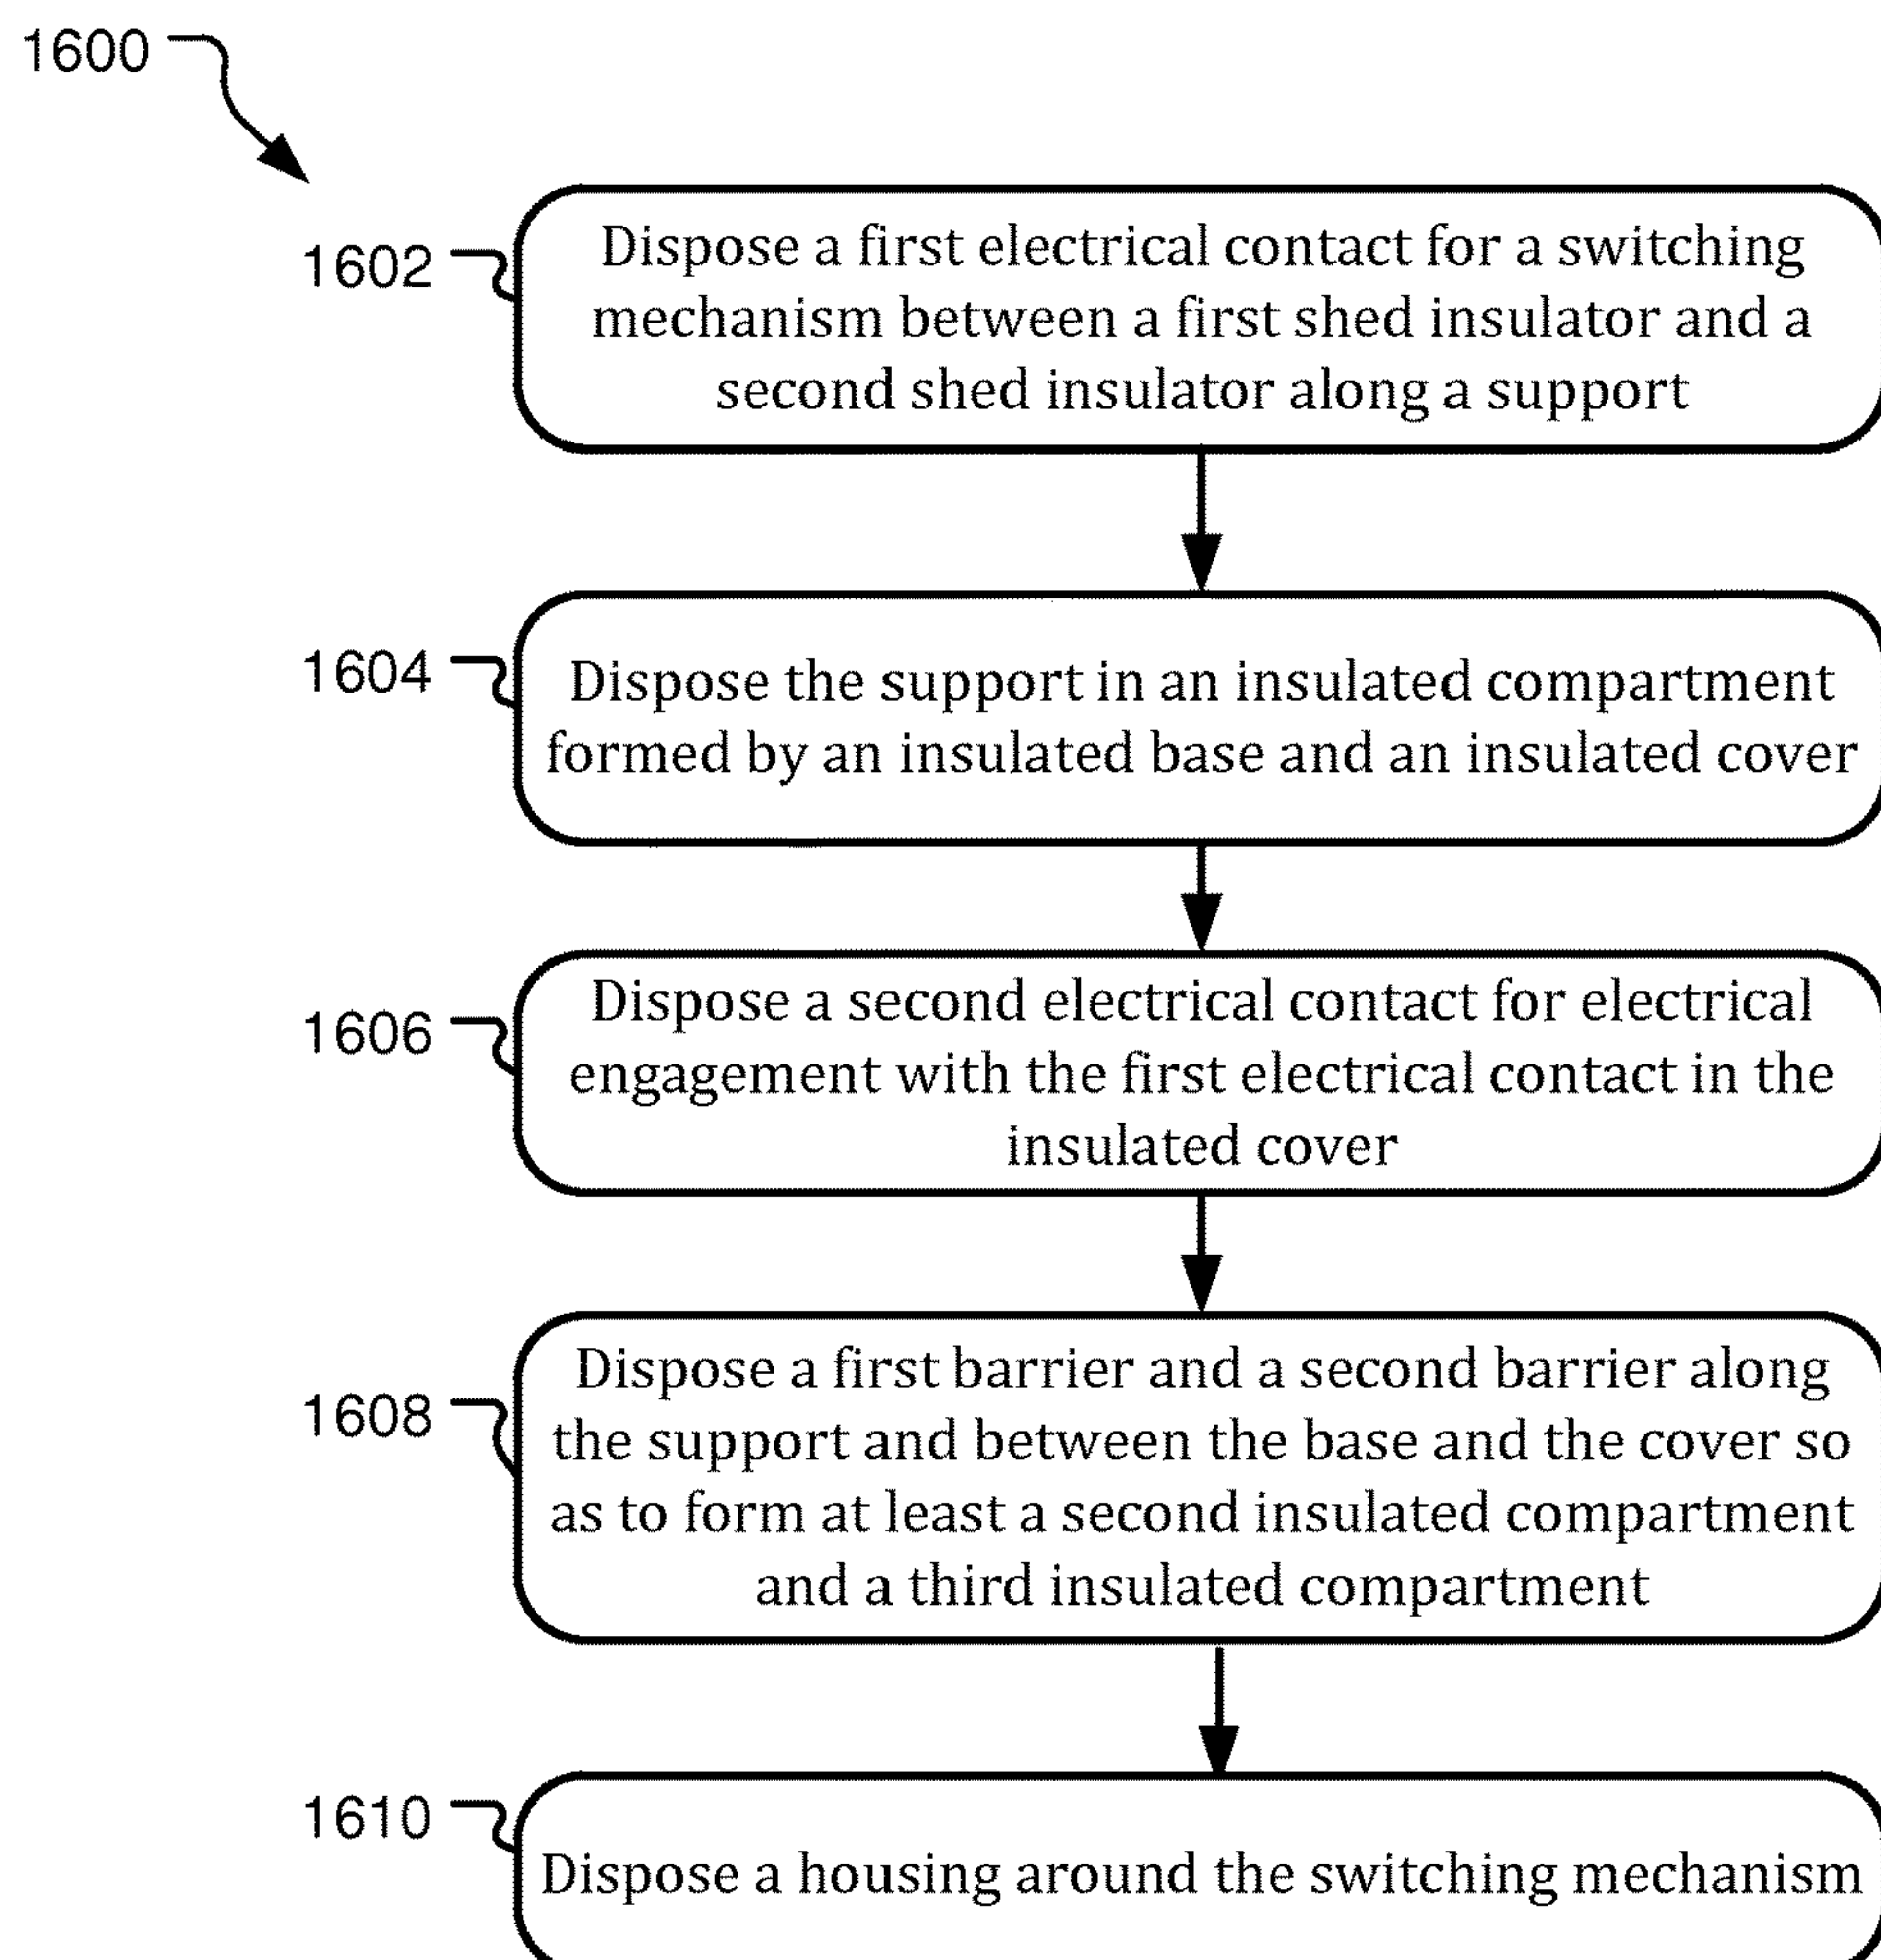 1600
1602
Dispose a first electrical contact for a switching
mechanism between a first shed insulator and a
second shed insulator along a support
1604
Dispose the support in an insulated compartment
formed by an insulated base and an insulated cover
1606
Dispose a second electrical contact for electrical
engagement with the first electrical contact in the
insulated cover
1608
Dispose a first barrier and a second barrier along
the support and between the base and the cover so
as to form at least a second insulated compartment
and a third insulated compartment
1610
Dispose a housing around the switching mechanism